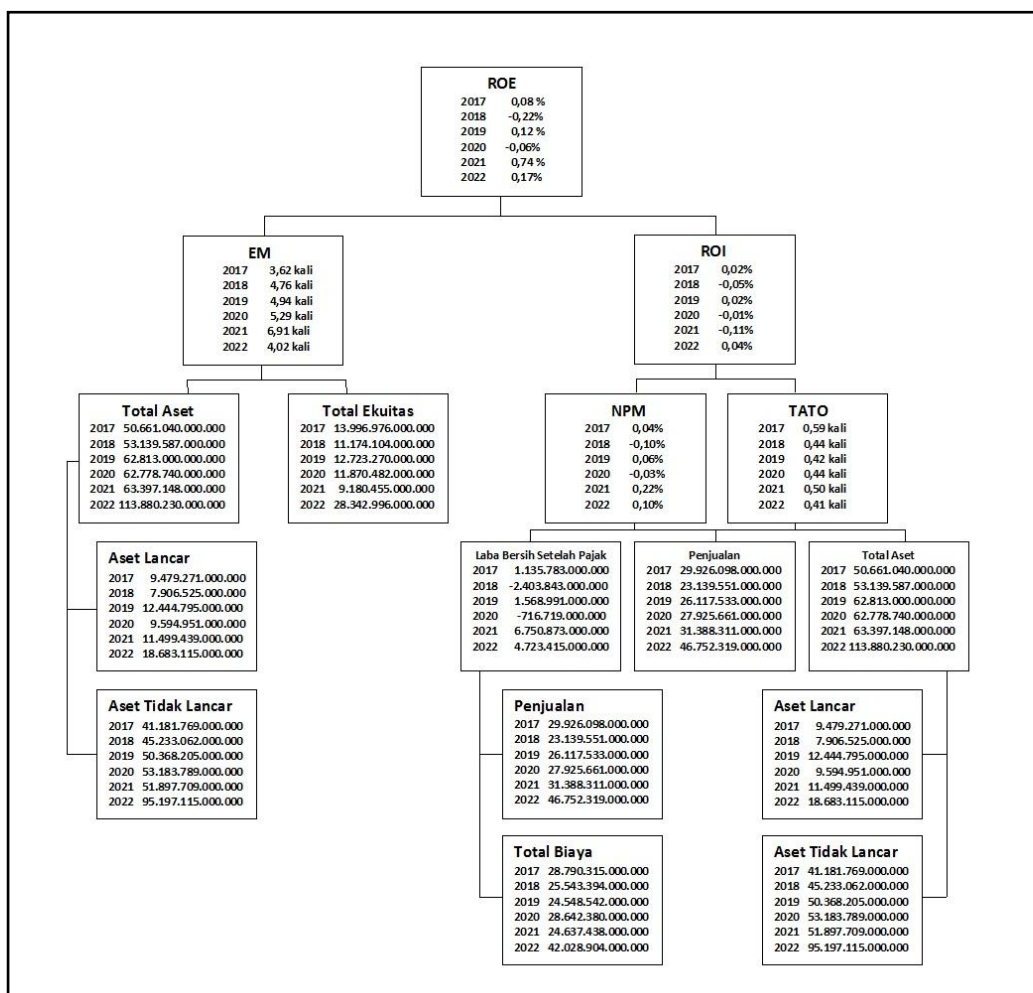 ROE
2017 0,08 %
2018 -0,22%
2019 0,12 %
2020 -0,06%
2021 0,74 %
2022 0,17%
EM
2017 3,62 kali
2018 4,76 kali
2019 4,94 kali
2020 5,29 kali
2021 6,91 kali
2022 4,02 kali
ROI
2017 0,02%
2018 -0,05%
2019 0,02%
2020 -0,01%
2021 -0,11%
2022 0,04%
Total Aset
2017 50.661.040.000.000
2018 53.139.587.000.000
2019 62.813.000.000.000
2020 62.778.740.000.000
2021 63.397.148.000.000
2022 113.880.230.000.000
Total Ekuitas
2017 13.996.976.000.000
2018 11.174.104.000.000
2019 12.723.270.000.000
2020 11.870.482.000.000
2021 9.180.455.000.000
2022 28.342.996.000.000
NPM
2017 0,04%
2018 -0,10%
2019 0,06%
2020 -0,03%
2021 0,22%
2022 0,10%
TATO
2017 0,59 kali
2018 0,44 kali
2019 0,42 kali
2020 0,44 kali
2021 0,50 kali
2022 0,41 kali
Aset Lancar
2017 9.479.271.000.000
2018 7.906.525.000.000
2019 12.444.795.000.000
2020 9.594.951.000.000
2021 11.499.439.000.000
2022 18.683.115.000.000
Laba Bersih Setelah Pajak
2017 1.135.783.000.000
2018 -2.403.843.000.000
2019 1.568.991.000.000
2020 -716.719.000.000
2021 6.750.873.000.000
2022 4.723.415.000.000
Penjualan
2017 29.926.098.000.000
2018 23.139.551.000.000
2019 26.117.533.000.000
2020 27.925.661.000.000
2021 31.388.311.000.000
2022 46.752.319.000.000
Total Aset
2017 50.661.040.000.000
2018 53.139.587.000.000
2019 62.813.000.000.000
2020 62.778.740.000.000
2021 63.397.148.000.000
2022 113.880.230.000.000
Aset Tidak Lancar
2017 41.181.769.000.000
2018 45.233.062.000.000
2019 50.368.205.000.000
2020 53.183.789.000.000
2021 51.897.709.000.000
2022 95.197.115.000.000
Penjualan
2017 29.926.098.000.000
2018 23.139.551.000.000
2019 26.117.533.000.000
2020 27.925.661.000.000
2021 31.388.311.000.000
2022 46.752.319.000.000
Aset Lancar
2017 9.479.271.000.000
2018 7.906.525.000.000
2019 12.444.795.000.000
2020 9.594.951.000.000
2021 11.499.439.000.000
2022 18.683.115.000.000
Total Biaya
2017 28.790.315.000.000
2018 25.543.394.000.000
2019 24.548.542.000.000
2020 28.642.380.000.000
2021 24.637.438.000.000
2022 42.028.904.000.000
Aset Tidak Lancar
2017 41.181.769.000.000
2018 45.233.062.000.000
2019 50.368.205.000.000
2020 53.183.789.000.000
2021 51.897.709.000.000
2022 95.197.115.000.000